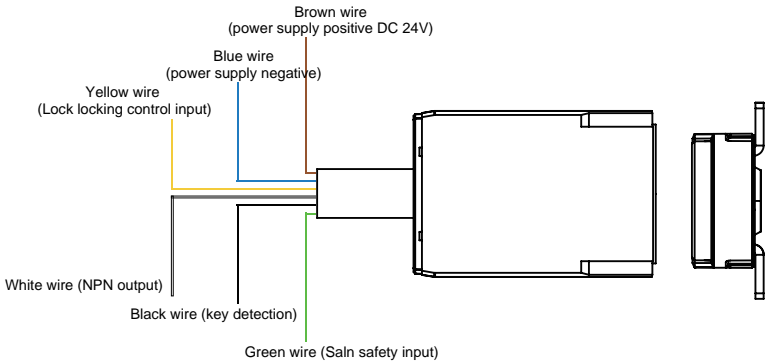 Brown wire
(power supply positive DC 24V)
Blue wire
(power supply negative)
Yellow wire
(Lock locking control input)
White wire (NPN output)
Black wire (key detection)
Green wire (Saln safety input)